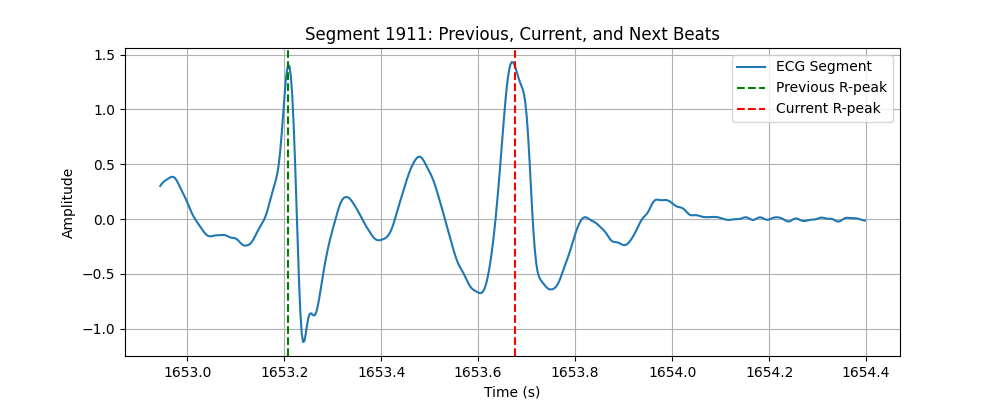 Segment 1911: Previous, Current, and Next Beats
ECG Segment
Previous R-peak
Current R-peak
1.5
1.0
0.5
0.0
−0.5
−1.0
Amplitude
1653.0 1653.2 1653.4 1653.6 1653.8 1654.0 1654.2 1654.4
Time (s)